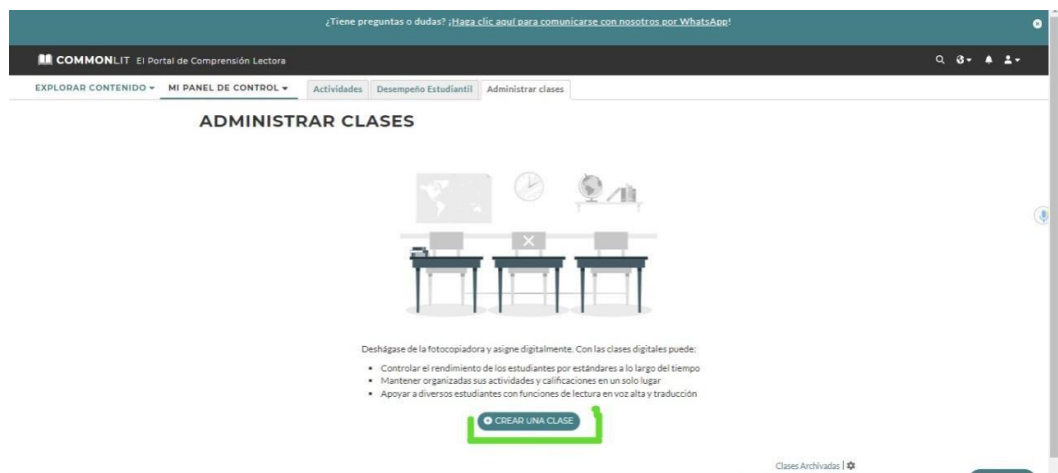 ¿Tiene preguntas o dudas? ¡Haga clic aquí para comunicarse con nosotros por WhatsApp!
COMMONLIT El Portal de Comprensión Lectora
EXPLORAR CONTENIDO MI PANEL DE CONTROL Actividades Desempeño Estudiantil Administrar clases
ADMINISTRAR CLASES
Deshágase de la fotocopiadora y asigne digitalmente. Con las clases digitales puede:
• Controlar el rendimiento de los estudiantes por estándares a lo largo del tiempo
• Mantener organizadas sus actividades y calificaciones en un solo lugar
• Apoyar a diversos estudiantes con funciones de lectura en voz alta y traducción
CREAR UNA CLASE
Clases Archivadas |